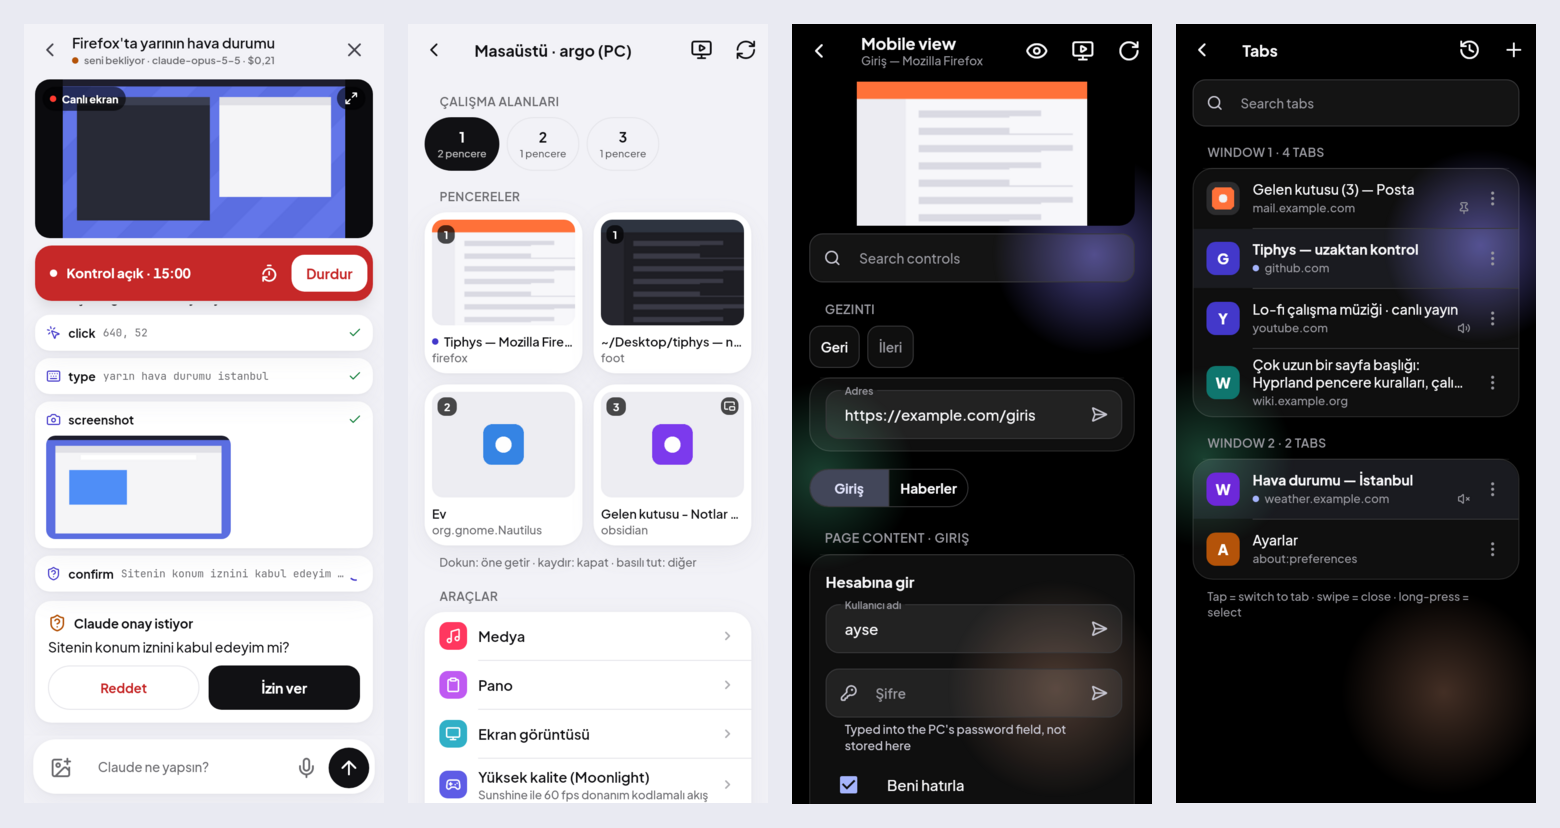 Firefox'ta yarının hava durumu
seni bekliyor · claude-opus-5-5 · $0,21
Canlı ekran
Kontrol açık · 15:00
Durdur
click 640, 52
type yarın hava durumu istanbul
screenshot
confirm Sitenin konum iznini kabul edeyim …
Claude onay istiyor
Sitenin konum iznini kabul edeyim mi?
Reddet
İzin ver
Claude ne yapsın?
Masaüstü · argo (PC)
ÇALIŞMA ALANLARI
1
2 pencere
2
1 pencere
3
1 pencere
PENCERELER
1
Tiphys — Mozilla Fire…
firefox
1
~/Desktop/tiphys — n…
foot
2
Ev
org.gnome.Nautilus
3
Gelen kutusu - Notlar …
obsidian
Dokun: öne getir · kaydır: kapat · basılı tut: diğer
ARAÇLAR
Medya
Pano
Ekran görüntüsü
Yüksek kalite (Moonlight)
Sunshine ile 60 fps donanım kodlamalı akış
Mobile view
Giriş — Mozilla Firefox
Search controls
GEZINTI
Geri
İleri
Adres
https://example.com/giris
Giriş
Haberler
PAGE CONTENT · GIRIŞ
Hesabına gir
Kullanıcı adı
ayse
Şifre
Typed into the PC's password field, not
stored here
Beni hatırla
Tabs
Search tabs
WINDOW 1 · 4 TABS
Gelen kutusu (3) — Posta
mail.example.com
G
Tiphys — uzaktan kontrol
github.com
Y
Lo-fi çalışma müziği · canlı yayın
youtube.com
W
Çok uzun bir sayfa başlığı:
Hyprland pencere kuralları, çalı…
wiki.example.org
WINDOW 2 · 2 TABS
W
Hava durumu — İstanbul
weather.example.com
A
Ayarlar
about:preferences
Tap = switch to tab · swipe = close · long-press =
select